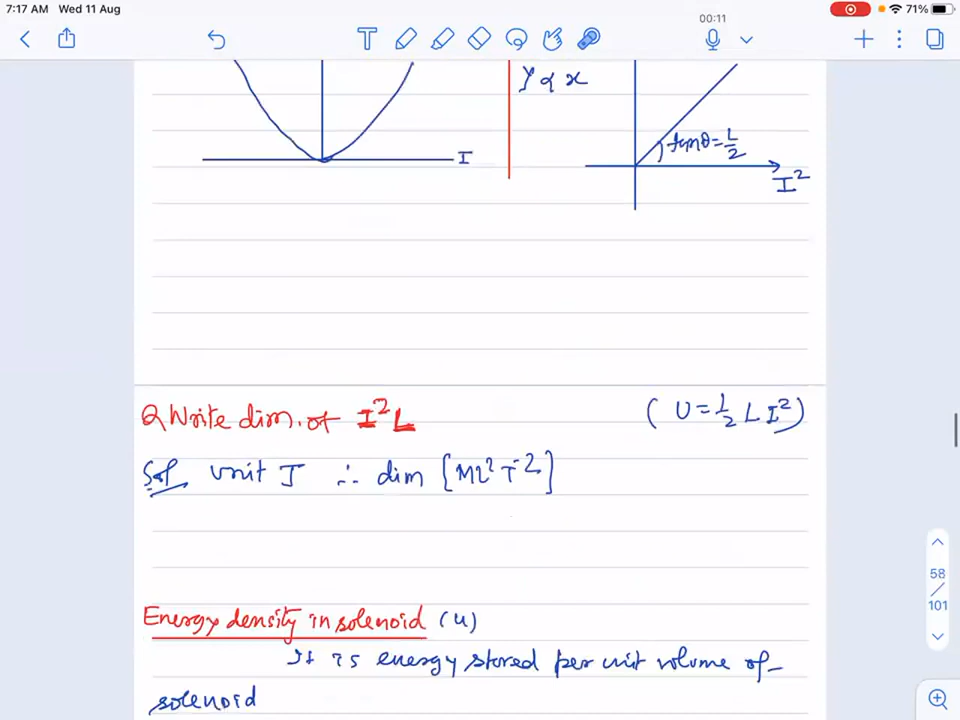 7:17 AM Wed 11 Aug
00:11
71%
y ∝ x
tanθ = L/2
I
I²
Q Write dim. of I²L
(U = 1/2 L I²)
Sol unit J ∴ dim [ML²T⁻²]
58
/
101
Energy density in solenoid (u)
It is energy stored per unit volume of
solenoid